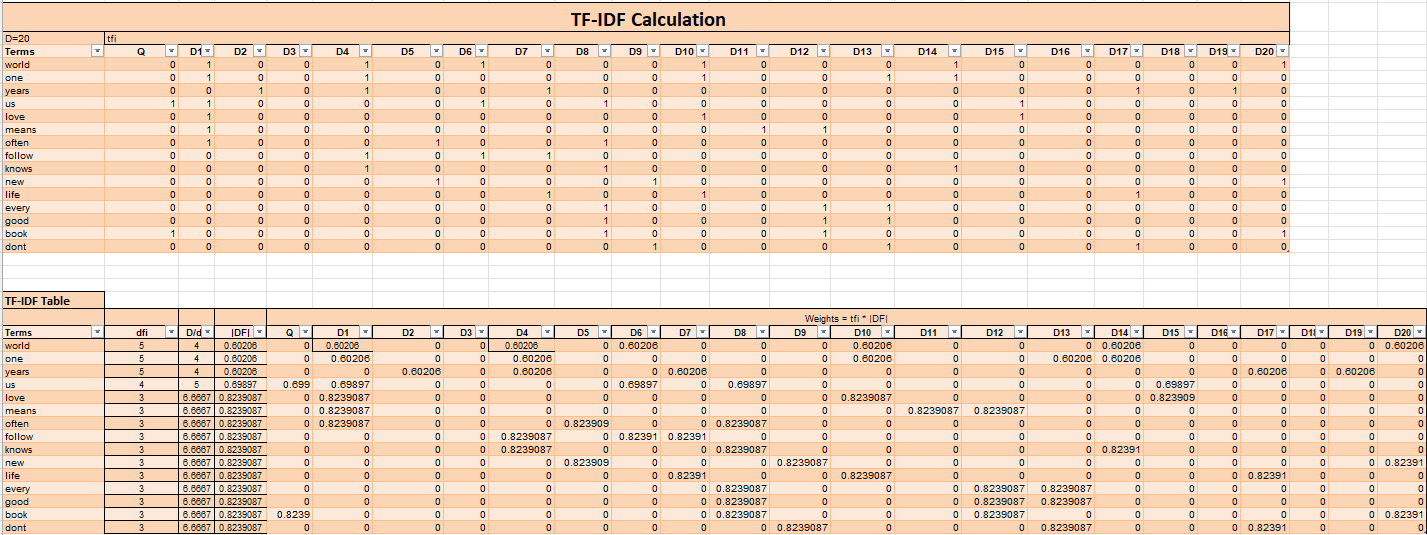 TF-IDF Calculation
D=20 tfi
Terms Q D1 D2 D3 D4 D5 D6 D7 D8 D9 D10 D11 D12 D13 D14 D15 D16 D17 D18 D19 D20
world 0 1 0 0 1 0 1 0 0 0 1 0 0 0 1 0 0 0 0 0 1
one 0 1 0 0 1 0 0 0 0 0 1 0 0 1 1 0 0 0 0 0 0
years 0 0 1 0 1 0 0 1 0 0 0 0 0 0 0 0 0 1 0 1 0
us 1 1 0 0 0 0 1 0 1 0 0 0 0 0 0 1 0 0 0 0 0
love 0 1 0 0 0 0 0 0 0 0 1 0 0 0 0 1 0 0 0 0 0
means 0 1 0 0 0 0 0 0 0 0 0 1 1 0 0 0 0 0 0 0 0
often 0 1 0 0 0 1 0 0 1 0 0 0 0 0 0 0 0 0 0 0 0
follow 0 0 0 0 1 0 1 1 0 0 0 0 0 0 0 0 0 0 0 0 0
knows 0 0 0 0 1 0 0 0 1 0 0 0 0 0 1 0 0 0 0 0 0
new 0 0 0 0 0 1 0 0 0 1 0 0 0 0 0 0 0 0 0 0 1
life 0 0 0 0 0 0 0 1 0 0 1 0 0 0 0 0 0 1 0 0 0
every 0 0 0 0 0 0 0 0 1 0 0 0 1 1 0 0 0 0 0 0 0
good 0 0 0 0 0 0 0 0 1 0 0 0 1 1 0 0 0 0 0 0 0
book 1 0 0 0 0 0 0 0 1 0 0 0 1 0 0 0 0 0 0 0 1
dont 0 0 0 0 0 0 0 0 0 1 0 0 0 1 0 0 0 1 0 0 0
TF-IDF Table
Weights = tfi * |DF|
Terms dfi D/d |DF| Q D1 D2 D3 D4 D5 D6 D7 D8 D9 D10 D11 D12 D13 D14 D15 D16 D17 D18 D19 D20
world 5 4 0.60206 0 0.60206 0 0 0.60206 0 0.60206 0 0 0 0.60206 0 0 0 0.60206 0 0 0 0 0 0.60206
one 5 4 0.60206 0 0.60206 0 0 0.60206 0 0 0 0 0 0.60206 0 0 0.60206 0.60206 0 0 0 0 0 0
years 5 4 0.60206 0 0 0.60206 0 0.60206 0 0 0.60206 0 0 0 0 0 0 0 0 0 0.60206 0 0.60206 0
us 4 5 0.69897 0.699 0.69897 0 0 0 0 0.69897 0 0.69897 0 0 0 0 0 0 0.69897 0 0 0 0 0
love 3 6.6667 0.8239087 0 0.8239087 0 0 0 0 0 0 0 0 0.8239087 0 0 0 0 0.823909 0 0 0 0 0
means 3 6.6667 0.8239087 0 0.8239087 0 0 0 0 0 0 0 0 0 0.8239087 0.8239087 0 0 0 0 0 0 0 0
often 3 6.6667 0.8239087 0 0.8239087 0 0 0 0.823909 0 0 0.8239087 0 0 0 0 0 0 0 0 0 0 0 0
follow 3 6.6667 0.8239087 0 0 0 0 0.8239087 0 0.82391 0.82391 0 0 0 0 0 0 0 0 0 0 0 0 0
knows 3 6.6667 0.8239087 0 0 0 0 0.8239087 0 0 0 0.8239087 0 0 0 0 0 0.82391 0 0 0 0 0 0
new 3 6.6667 0.8239087 0 0 0 0 0 0.823909 0 0 0 0.8239087 0 0 0 0 0 0 0 0 0 0 0.82391
life 3 6.6667 0.8239087 0 0 0 0 0 0 0 0.82391 0 0 0.8239087 0 0 0 0 0 0 0.82391 0 0 0
every 3 6.6667 0.8239087 0 0 0 0 0 0 0 0 0.8239087 0 0 0 0.8239087 0.8239087 0 0 0 0 0 0 0
good 3 6.6667 0.8239087 0 0 0 0 0 0 0 0 0.8239087 0 0 0 0.8239087 0.8239087 0 0 0 0 0 0 0
book 3 6.6667 0.8239087 0.8239 0 0 0 0 0 0 0 0.8239087 0 0 0 0.8239087 0 0 0 0 0 0 0 0.82391
dont 3 6.6667 0.8239087 0 0 0 0 0 0 0 0 0 0.8239087 0 0 0 0.8239087 0 0 0 0.82391 0 0 0